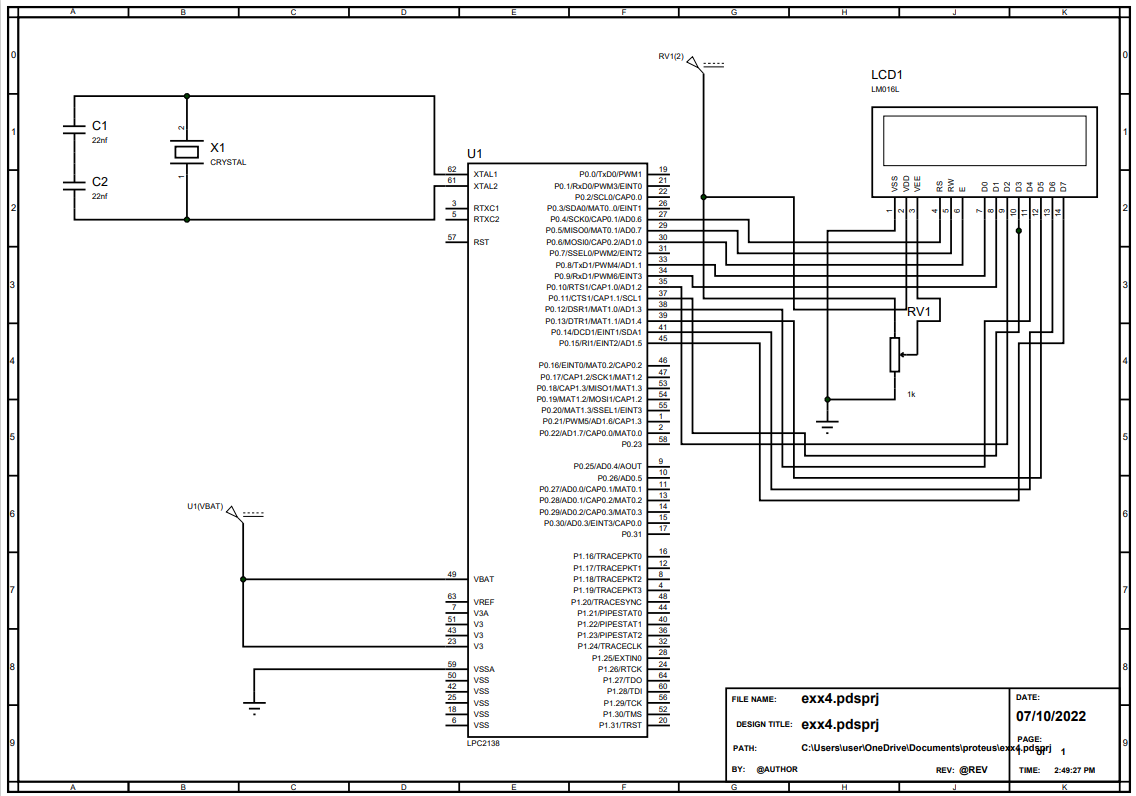 A B C D E F G H J K
0 0
1 1
2 2
3 3
4 4
5 5
6 6
7 7
8 8
9 9
C1
22nf
C2
22nf
2
X1
CRYSTAL
1
RV1(2)
LCD1
LM016L
VSS VDD VEE RS RW E D0 D1 D2 D3 D4 D5 D6 D7
1 2 3 4 5 6 7 8 9 10 11 12 13 14
RV1
1k
U1
62 XTAL1
61 XTAL2
3 RTXC1
5 RTXC2
57 RST
U1(VBAT)
49 VBAT
63 VREF
7 V3A
51 V3
43 V3
23 V3
59 VSSA
50 VSS
42 VSS
25 VSS
18 VSS
6 VSS
LPC2138
P0.0/TxD0/PWM1 19
P0.1/RxD0/PWM3/EINT0 21
P0.2/SCL0/CAP0.0 22
P0.3/SDA0/MAT0.0/EINT1 26
P0.4/SCK0/CAP0.1/AD0.6 27
P0.5/MISO0/MAT0.1/AD0.7 29
P0.6/MOSI0/CAP0.2/AD1.0 30
P0.7/SSEL0/PWM2/EINT2 31
P0.8/TxD1/PWM4/AD1.1 33
P0.9/RxD1/PWM6/EINT3 34
P0.10/RTS1/CAP1.0/AD1.2 35
P0.11/CTS1/CAP1.1/SCL1 37
P0.12/DSR1/MAT1.0/AD1.3 38
P0.13/DTR1/MAT1.1/AD1.4 39
P0.14/DCD1/EINT1/SDA1 41
P0.15/RI1/EINT2/AD1.5 45
P0.16/EINT0/MAT0.2/CAP0.2 46
P0.17/CAP1.2/SCK1/MAT1.2 47
P0.18/CAP1.3/MISO1/MAT1.3 53
P0.19/MAT1.2/MOSI1/CAP1.2 54
P0.20/MAT1.3/SSEL1/EINT3 55
P0.21/PWM5/AD1.6/CAP1.3 1
P0.22/AD1.7/CAP0.0/MAT0.0 2
P0.23 58
P0.25/AD0.4/AOUT 9
P0.26/AD0.5 10
P0.27/AD0.0/CAP0.1/MAT0.1 11
P0.28/AD0.1/CAP0.2/MAT0.2 13
P0.29/AD0.2/CAP0.3/MAT0.3 14
P0.30/AD0.3/EINT3/CAP0.0 15
P0.31 17
P1.16/TRACEPKT0 16
P1.17/TRACEPKT1 12
P1.18/TRACEPKT2 8
P1.19/TRACEPKT3 4
P1.20/TRACESYNC 48
P1.21/PIPESTAT0 44
P1.22/PIPESTAT1 40
P1.23/PIPESTAT2 36
P1.24/TRACECLK 32
P1.25/EXTIN0 28
P1.26/RTCK 24
P1.27/TDO 64
P1.28/TDI 60
P1.29/TCK 56
P1.30/TMS 52
P1.31/TRST 20
FILE NAME: exx4.pdsprj
DESIGN TITLE: exx4.pdsprj
PATH: C:\Users\user\OneDrive\Documents\proteus\exx4.pdsprj
BY: @AUTHOR REV: @REV
DATE:
07/10/2022
PAGE:
1 of 1
TIME: 2:49:27 PM
A B C D E F G H J K